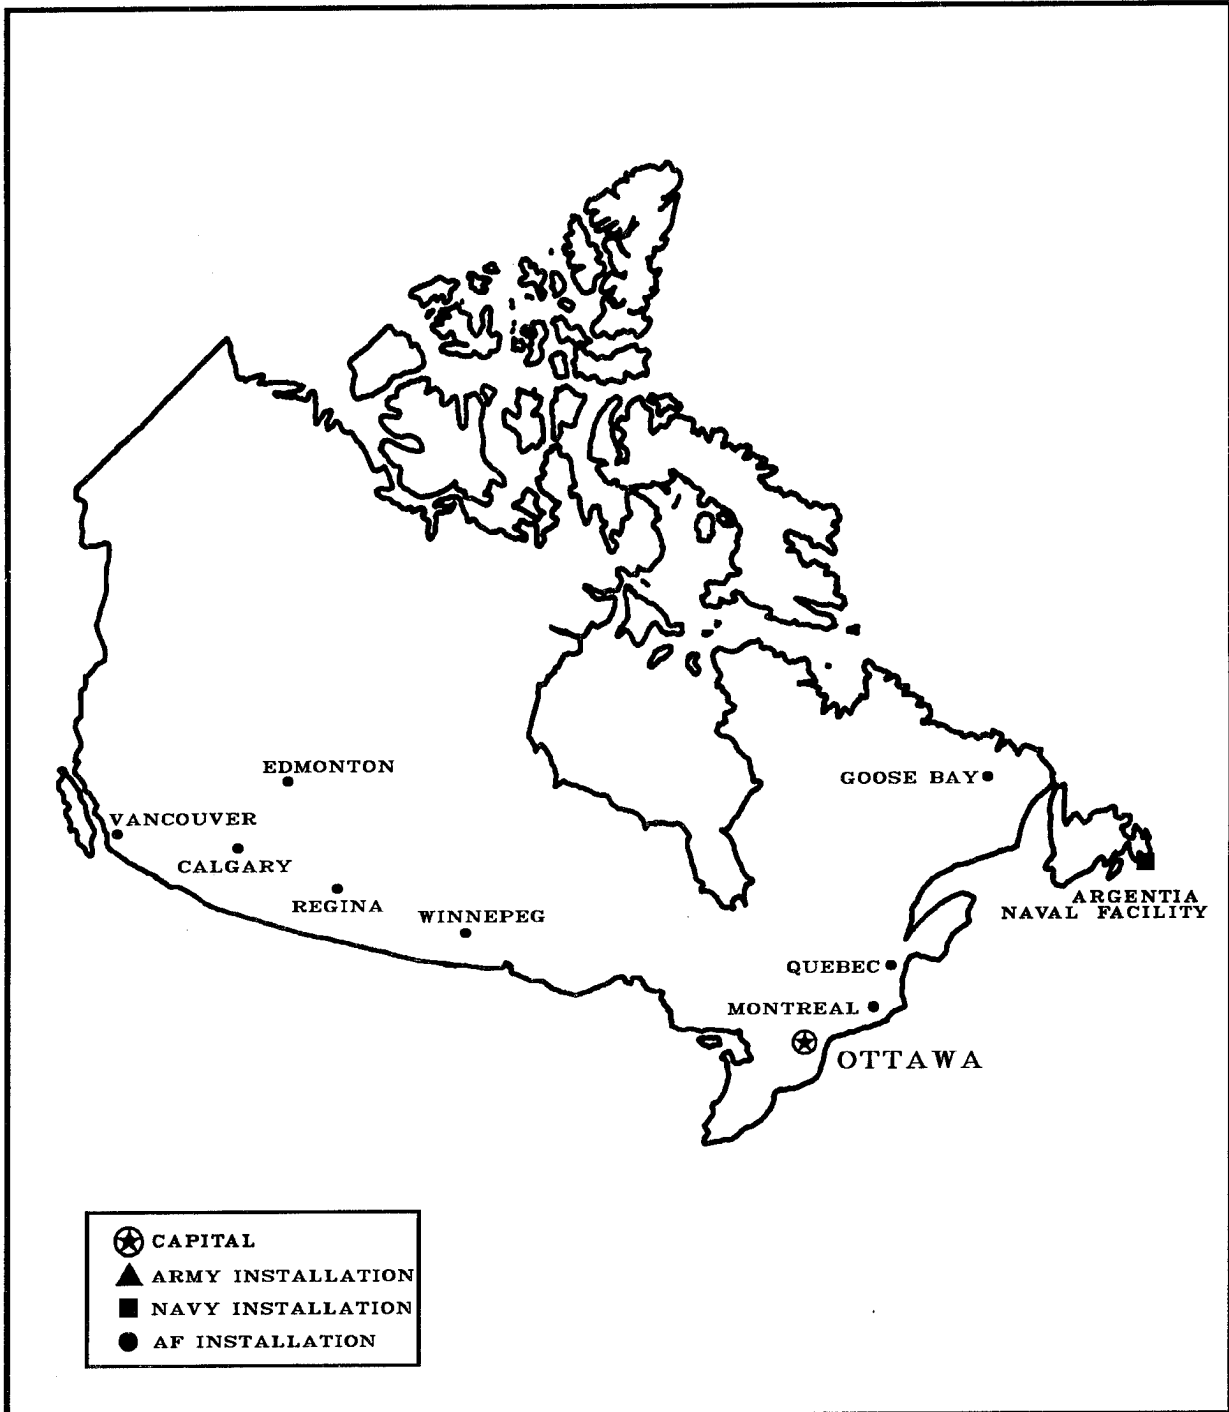 EDMONTON
GOOSE BAY
VANCOUVER
CALGARY
REGINA
WINNEPEG
ARGENTIA
NAVAL FACILITY
QUEBEC
MONTREAL
OTTAWA
CAPITAL
ARMY INSTALLATION
NAVY INSTALLATION
AF INSTALLATION